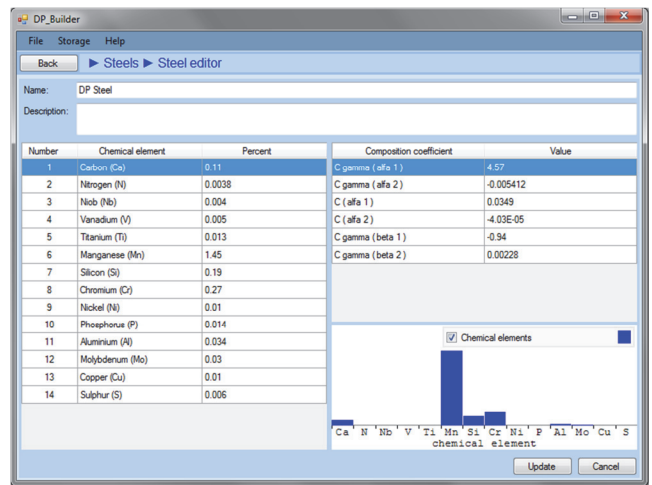 DP_Builder
File Storage Help
Back ► Steels ► Steel editor
Name: DP Steel
Description:
Number Chemical element Percent
1 Carbon (Ca) 0.11
2 Nitrogen (N) 0.0038
3 Niob (Nb) 0.004
4 Vanadium (V) 0.005
5 Titanium (Ti) 0.013
6 Manganese (Mn) 1.45
7 Silicon (Si) 0.19
8 Chromium (Cr) 0.27
9 Nickel (Ni) 0.01
10 Phosphorus (P) 0.014
11 Aluminium (Al) 0.034
12 Molybdenum (Mo) 0.03
13 Copper (Cu) 0.01
14 Sulphur (S) 0.006
Composition coefficient Value
C gamma ( alfa 1 ) 4.57
C gamma ( alfa 2 ) -0.005412
C ( alfa 1 ) 0.0349
C ( alfa 2 ) -4.03E-05
C gamma ( beta 1 ) -0.94
C gamma ( beta 2 ) 0.00228
Chemical elements
Ca N Nb V Ti Mn Si Cr Ni P Al Mo Cu S
chemical element
Update Cancel